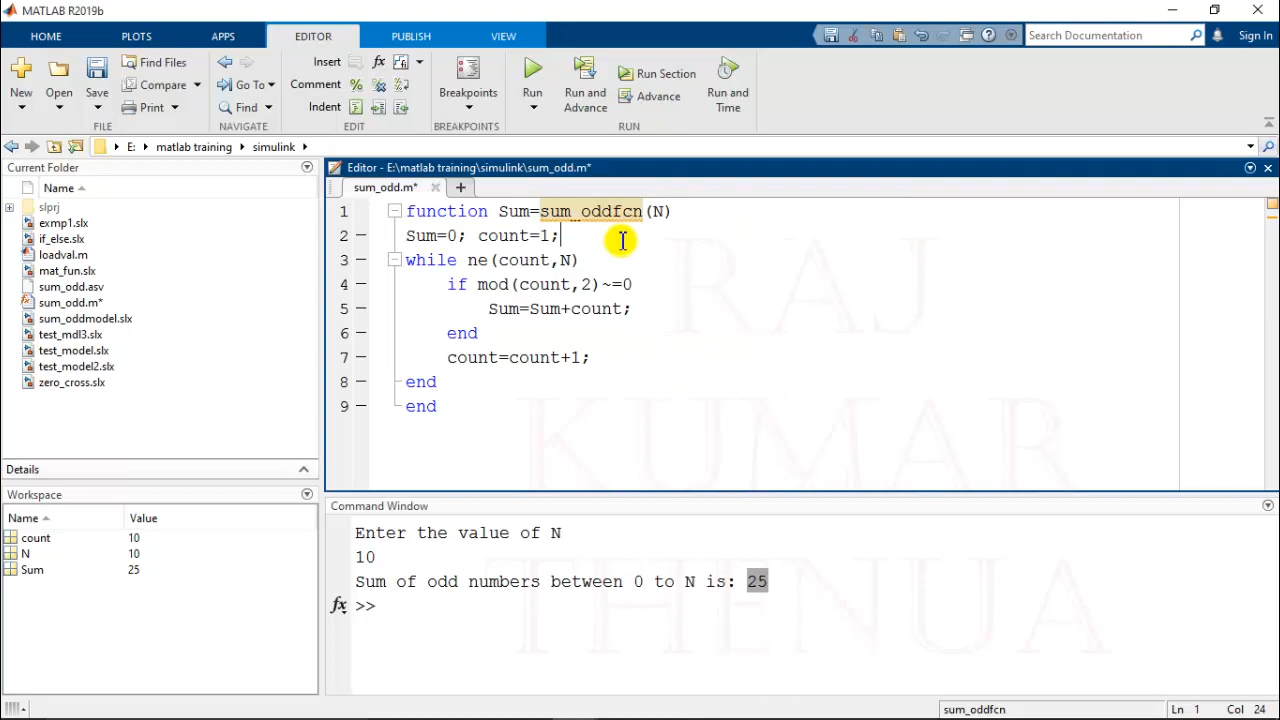 MATLAB R2019b
HOME PLOTS APPS EDITOR PUBLISH VIEW Search Documentation Sign In
New Open Save Find Files Compare Print
Go To Find
Insert fx Comment % Indent
Breakpoints Run Run and Advance Run Section Advance Run and Time
FILE NAVIGATE EDIT BREAKPOINTS RUN
E: matlab training simulink
Current Folder
Name
slprj
exmp1.slx
if_else.slx
loadval.m
mat_fun.slx
sum_odd.asv
sum_odd.m*
sum_oddmodel.slx
test_mdl3.slx
test_model.slx
test_model2.slx
zero_cross.slx
Details
Workspace
Name Value
count 10
N 10
Sum 25
Editor - E:\matlab training\simulink\sum_odd.m*
sum_odd.m*
1 function Sum=sum_oddfcn(N)
2 Sum=0; count=1;
3 while ne(count,N)
4 if mod(count,2)~=0
5 Sum=Sum+count;
6 end
7 count=count+1;
8 end
9 end
Command Window
Enter the value of N
10
Sum of odd numbers between 0 to N is: 25
fx >>
RAJ
KUMAR
THENUA
sum_oddfcn Ln 1 Col 24